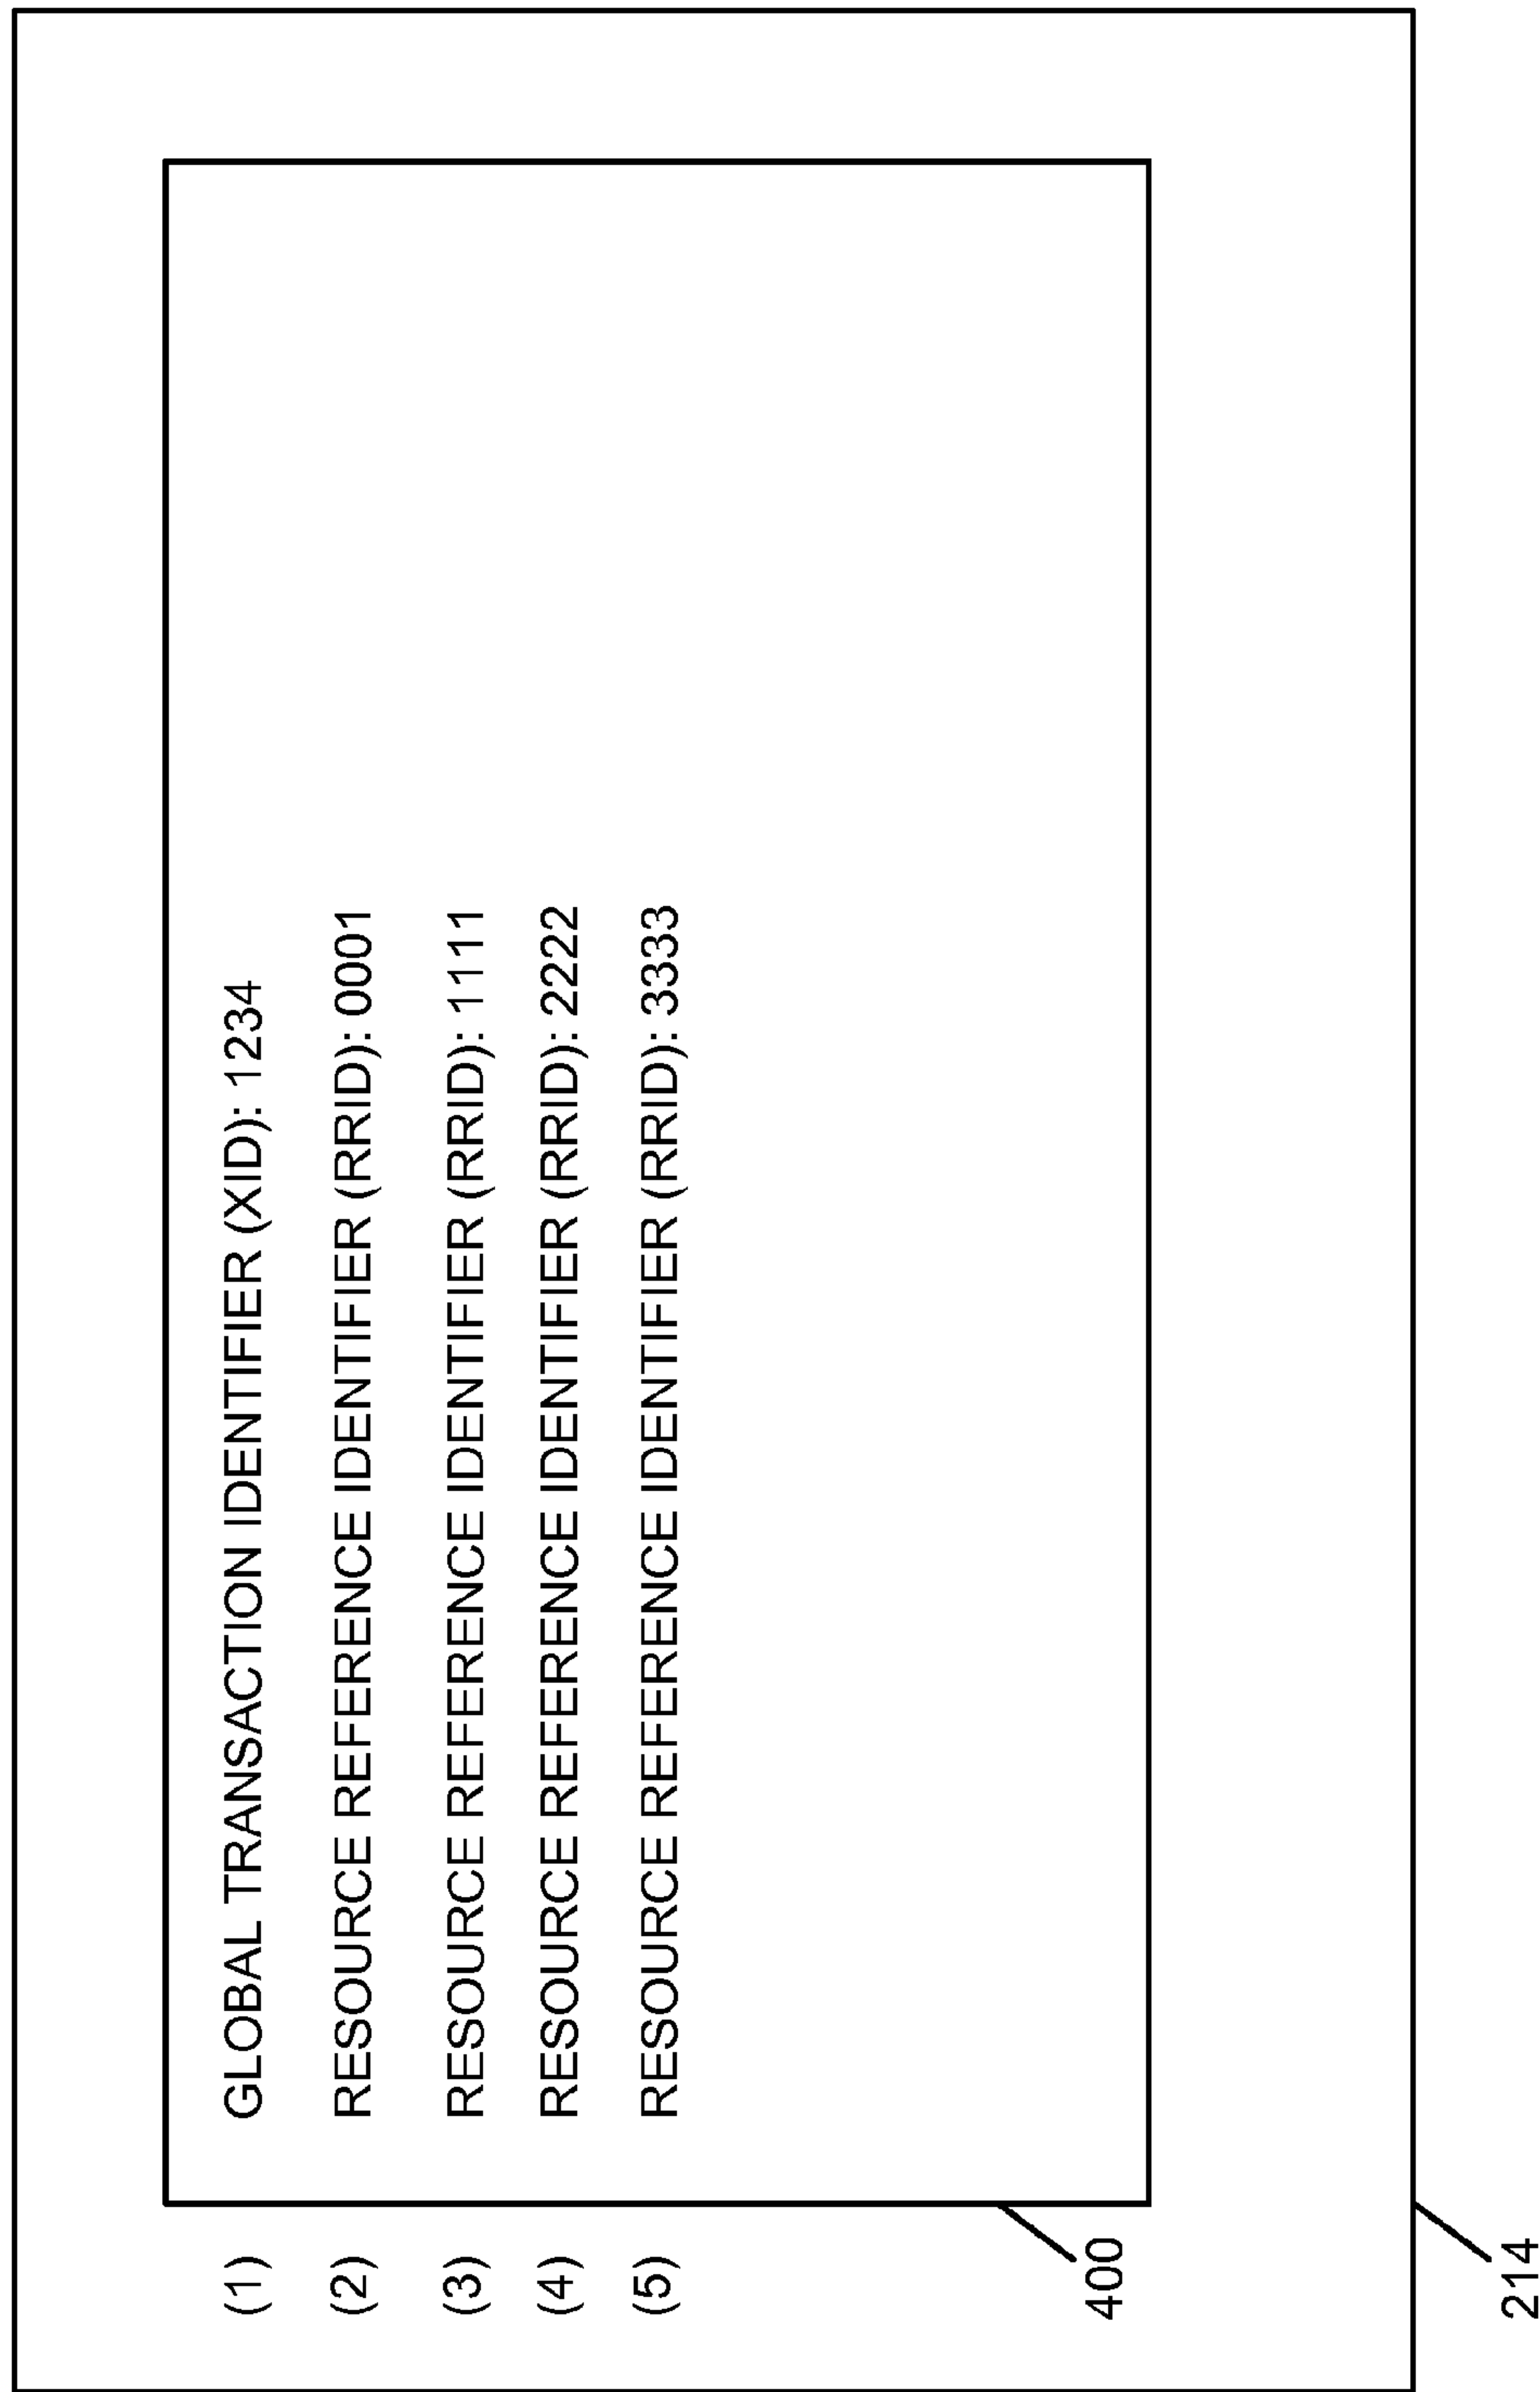 (1) GLOBAL TRANSACTION IDENTIFIER (XID): 1234
(2) RESOURCE REFERENCE IDENTIFIER (RRID): 0001
(3) RESOURCE REFERENCE IDENTIFIER (RRID): 1111
(4) RESOURCE REFERENCE IDENTIFIER (RRID): 2222
(5) RESOURCE REFERENCE IDENTIFIER (RRID): 3333
400
214